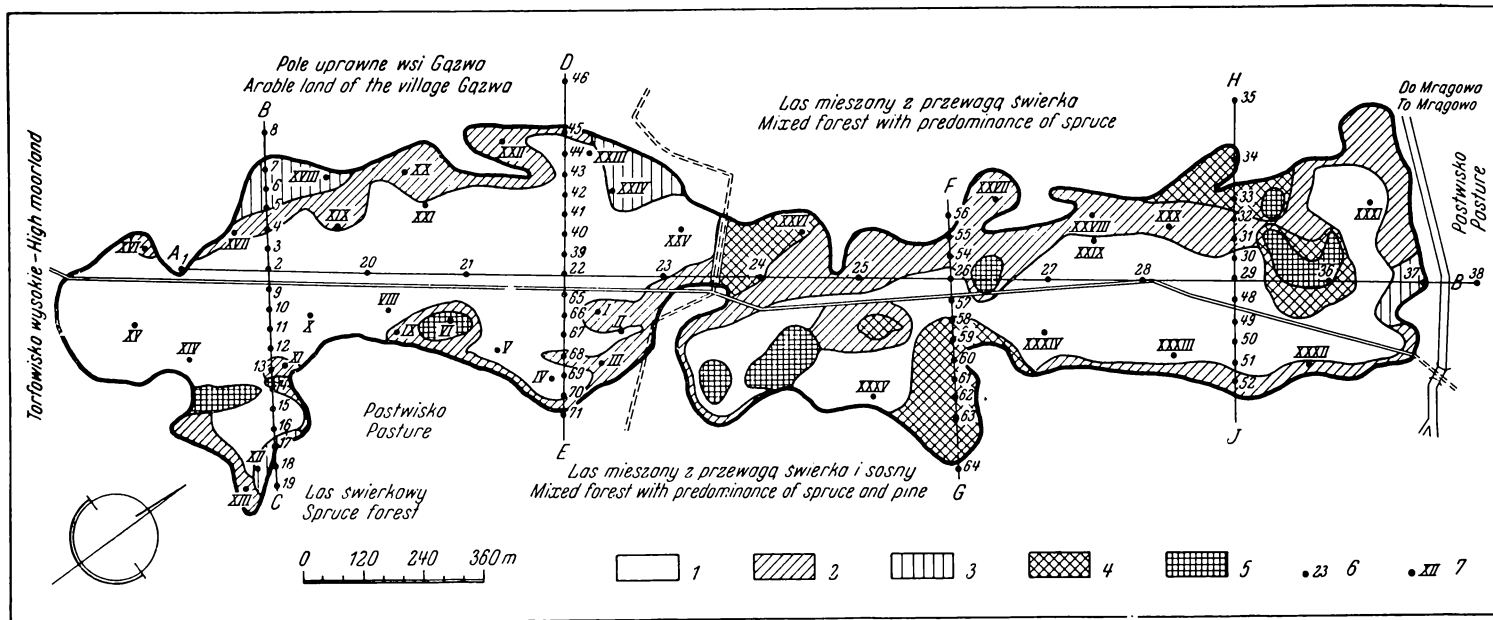 Pole uprawne wsi Gązwa
Arable land of the village Gązwa
Las mieszany z przewagą świerka
Mixed forest with predominance of spruce
Do Mrągowa
To Mrągowo
Torfowisko wysokie-High moorland
Pastwisko
Pasture
B
8
7
6
5
4
3
2
9
10
11
12
13
14
15
16
17
18
19
C
D
46
45
44
43
42
41
40
39
22
65
66
67
68
69
70
71
E
F
56
55
54
26
57
58
59
60
61
62
63
64
G
H
35
34
33
32
31
30
29
48
49
50
51
52
J
A 1
20
21
23
24
25
27
28
36
37
B
38
XVI
XVII
XVIII
XIX
XX
XXI
XXII
XXIII
XXIV
XXV
XXVI
XXVII
XXVIII
XXIX
XXX
XXXI
XV
XIV
X
VIII
IX
VI
V
IV
I
II
III
XI
XII
XIII
XXXV
XXXIV
XXXIII
XXXII
Pastwisko
Pasture
Las świerkowy
Spruce forest
Las mieszany z przewagą świerka i sosny
Mixed forest with predominance of spruce and pine
0 120 240 360 m
1 2 3 4 5 23 6 XII 7